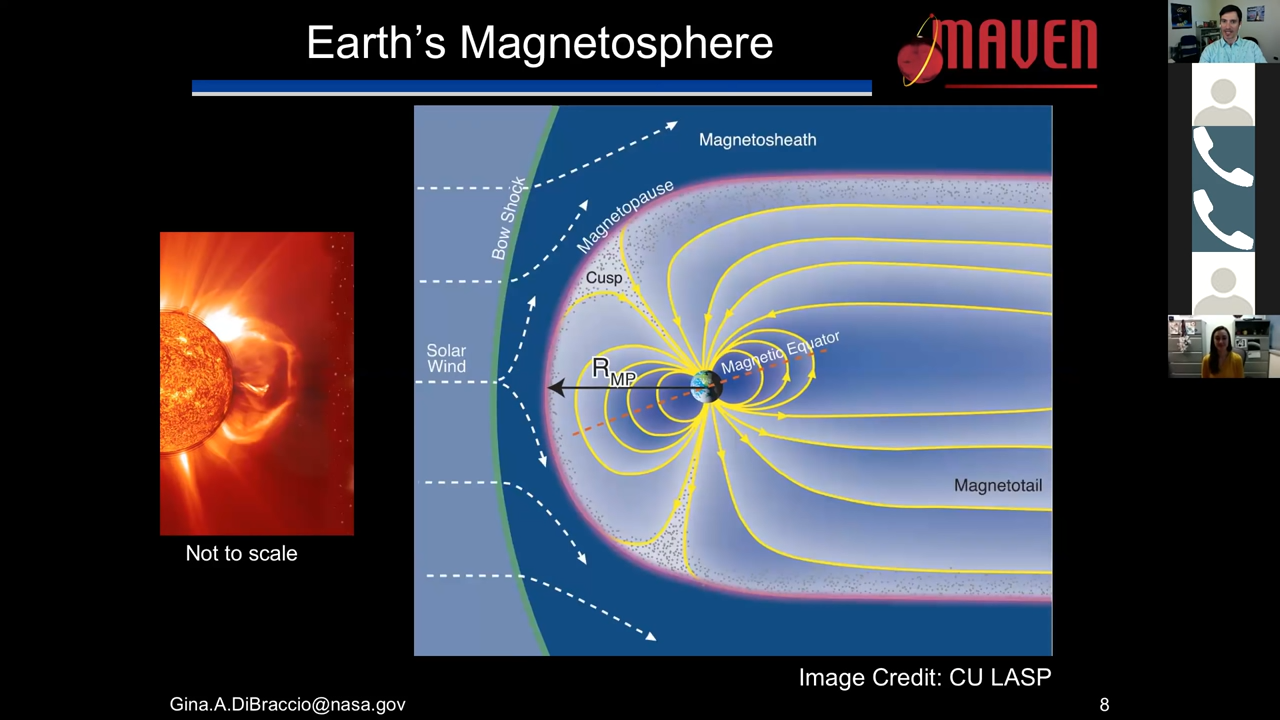 Earth's Magnetosphere
MAVEN
Magnetosheath
Bow Shock
Magnetopause
Cusp
Solar
Wind
R
MP
Magnetic Equator
Magnetotail
Not to scale
Image Credit: CU LASP
Gina.A.DiBraccio@nasa.gov
8